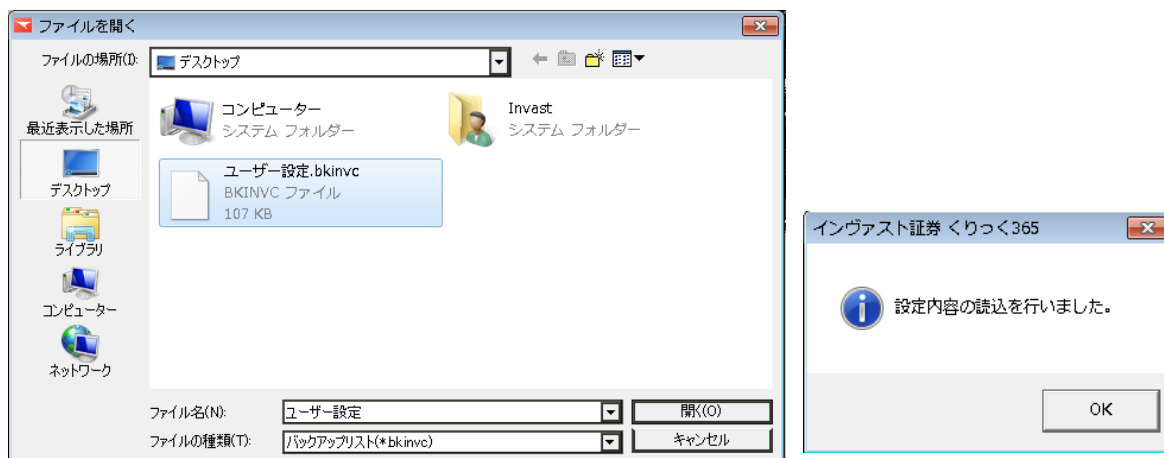 ファイルを開く
ファイルの場所(I):
デスクトップ
最近表示した場所
デスクトップ
ライブラリ
コンピューター
ネットワーク
コンピューター
システム フォルダー
Invast
システム フォルダー
ユーザー設定.bkinvc
BKINVC ファイル
107 KB
ファイル名(N):
ユーザー設定
開く(O)
ファイルの種類(T):
バックアップリスト(*bkinvc)
キャンセル
インヴァスト証券 くりっく365
設定内容の読込を行いました。
OK